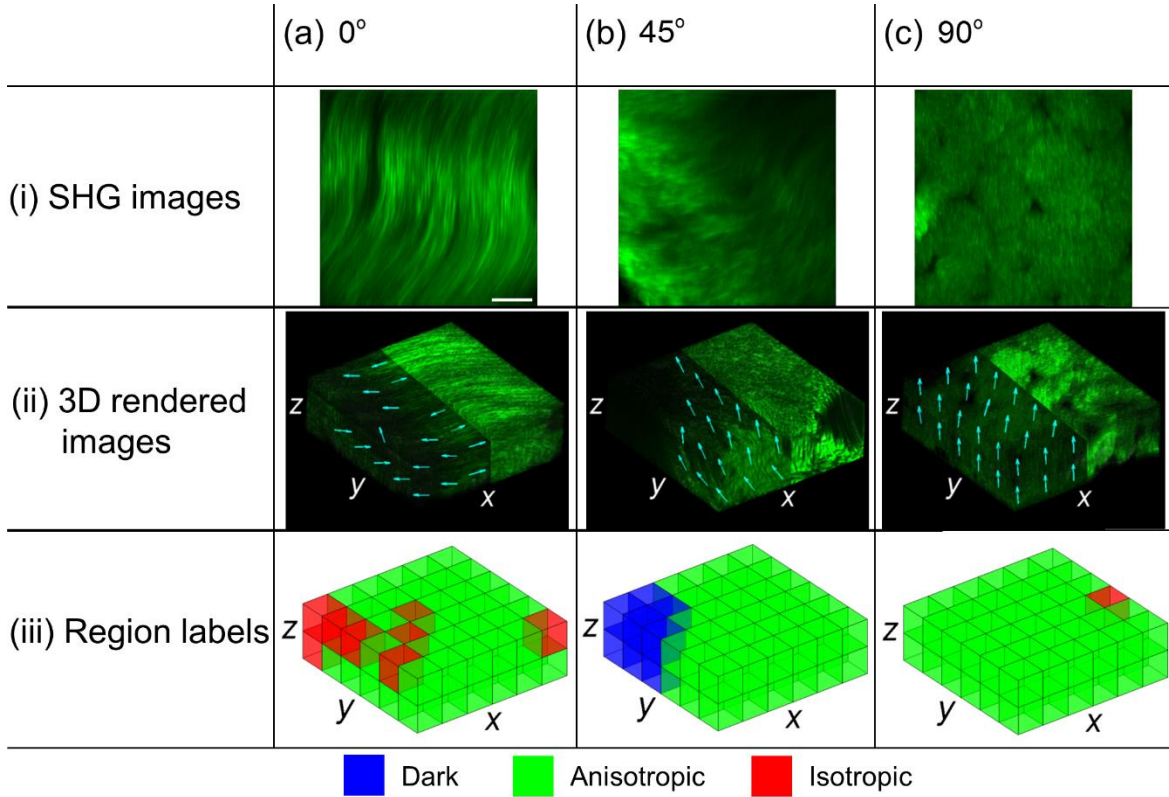 (a) 0° (b) 45° (c) 90°
(i) SHG images
(ii) 3D rendered
images
z y x z y x z y x
(iii) Region labels
z y x z y x z y x
Dark Anisotropic Isotropic